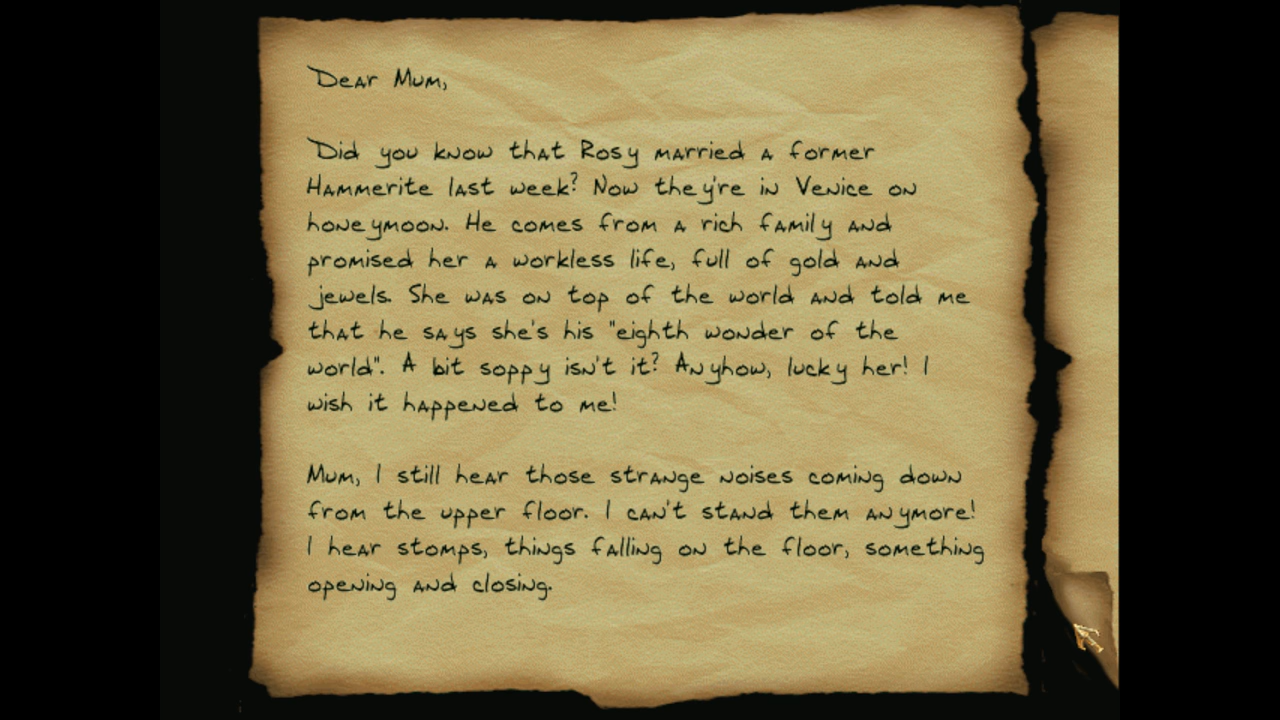 Dear Mum,
Did you know that Rosy married a former
Hammerite last week? Now they're in Venice on
honeymoon. He comes from a rich family and
promised her a workless life, full of gold and
jewels. She was on top of the world and told me
that he says she's his "eighth wonder of the
world". A bit soppy isn't it? Anyhow, lucky her! I
wish it happened to me!
Mum, I still hear those strange noises coming down
from the upper floor. I can't stand them anymore!
I hear stomps, things falling on the floor, something
opening and closing.